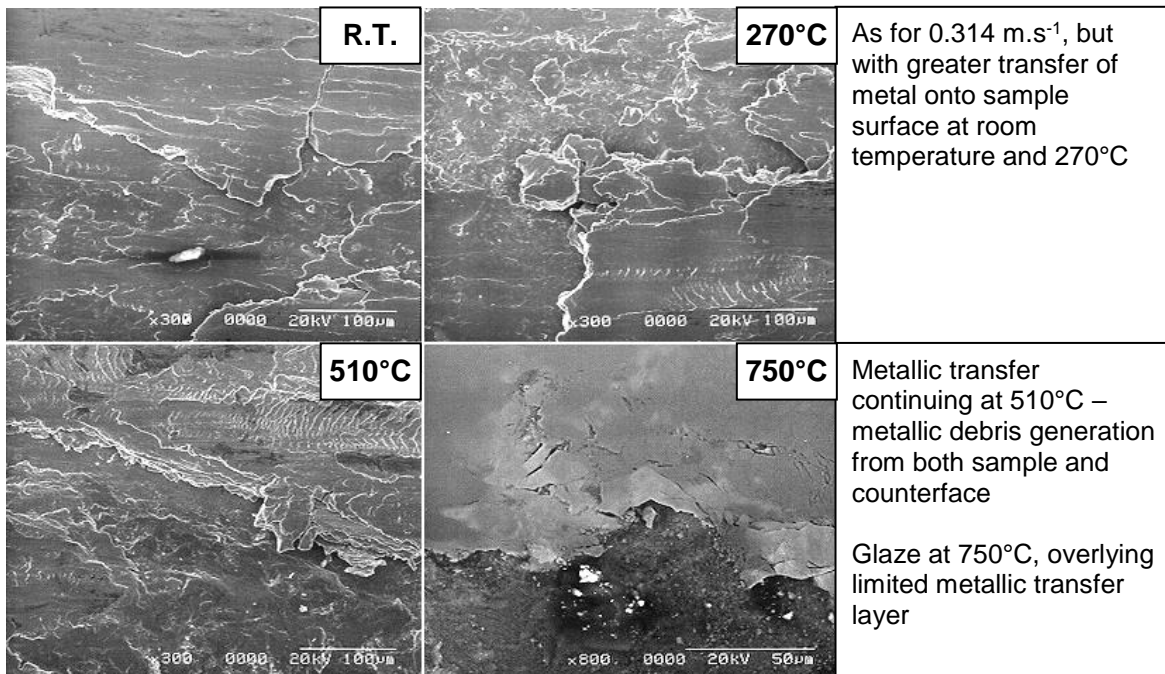 R.T.
270°C
As for 0.314 m.s-1, but
with greater transfer of
metal onto sample
surface at room
temperature and 270°C
x300 0000 20kV 100µm
x300 0000 20kV 100µm
510°C
750°C
Metallic transfer
continuing at 510°C –
metallic debris generation
from both sample and
counterface
Glaze at 750°C, overlying
limited metallic transfer
layer
x300 0000 20kV 100µm
x800 0000 20kV 50µm